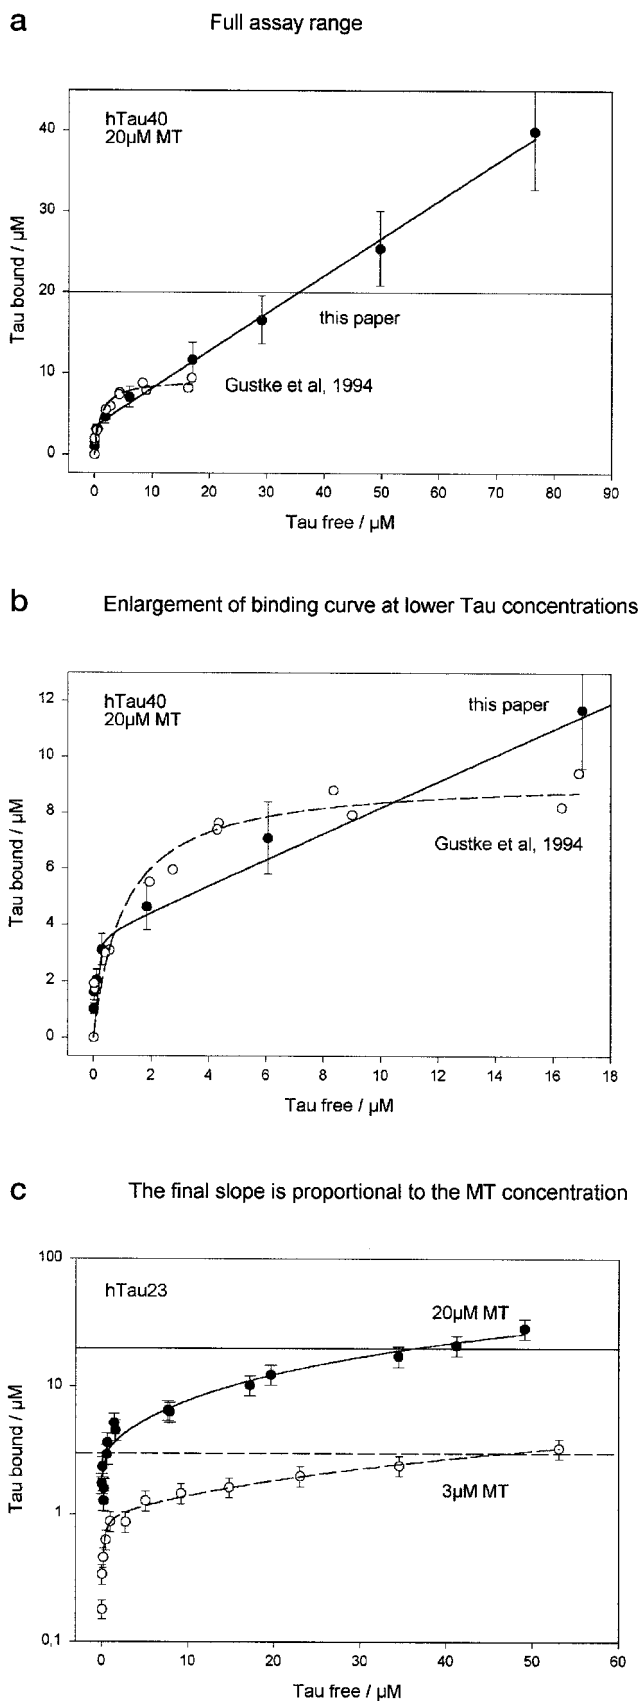 a
Full assay range
hTau40
20µM MT
40
30
20
10
0
Tau bound / µM
this paper
Gustke et al, 1994
0 10 20 30 40 50 60 70 80 90
Tau free / µM
b
Enlargement of binding curve at lower Tau concentrations
hTau40
20µM MT
this paper
12
10
8
6
4
2
0
Tau bound / µM
Gustke et al, 1994
0 2 4 6 8 10 12 14 16 18
Tau free / µM
c
The final slope is proportional to the MT concentration
100
10
1
0,1
Tau bound / µM
hTau23
20µM MT
3µM MT
0 10 20 30 40 50 60
Tau free / µM